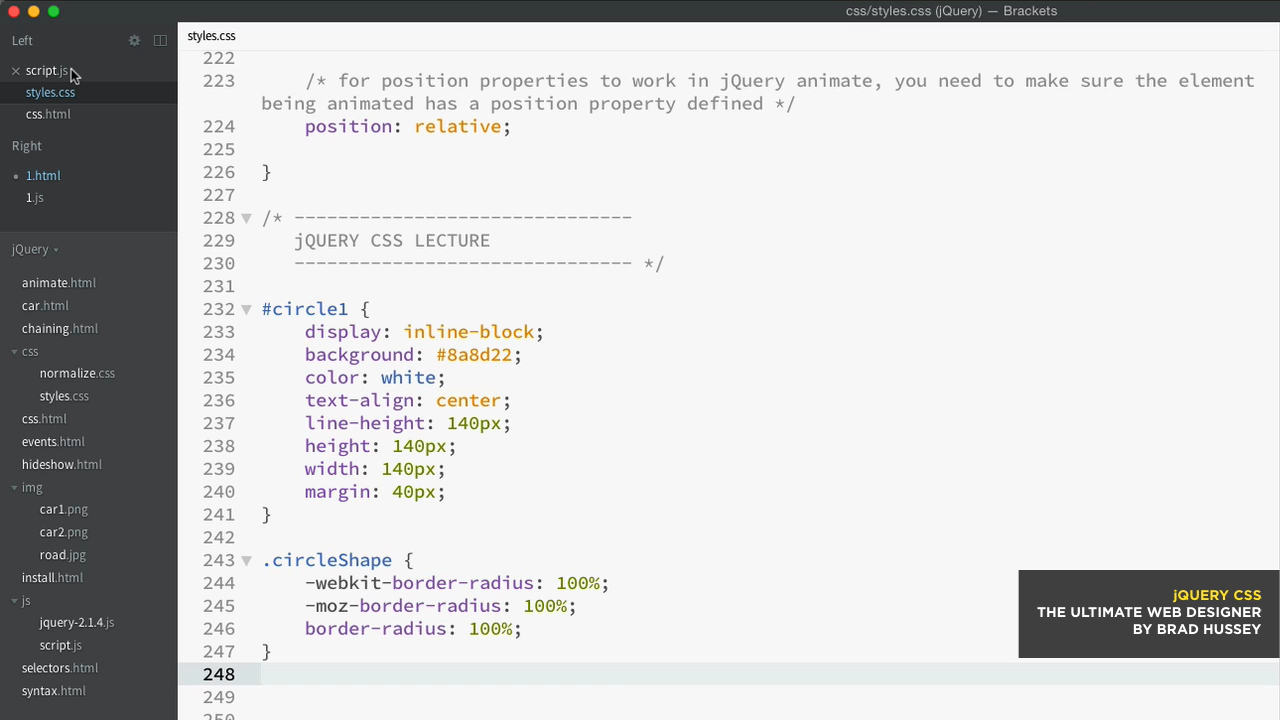 css/styles.css (jQuery) — Brackets
Left
script.js
styles.css
css.html
Right
1.html
1.js
jQuery
animate.html
car.html
chaining.html
css
normalize.css
styles.css
css.html
events.html
hideshow.html
img
car1.png
car2.png
road.jpg
install.html
js
jquery-2.1.4.js
script.js
selectors.html
syntax.html
styles.css
222
223 /* for position properties to work in jQuery animate, you need to make sure the element
being animated has a position property defined */
224 position: relative;
225
226 }
227
228 /* -------------------------------
229 jQUERY CSS LECTURE
230 ------------------------------- */
231
232 #circle1 {
233 display: inline-block;
234 background: #8a8d22;
235 color: white;
236 text-align: center;
237 line-height: 140px;
238 height: 140px;
239 width: 140px;
240 margin: 40px;
241 }
242
243 .circleShape {
244 -webkit-border-radius: 100%;
245 -moz-border-radius: 100%;
246 border-radius: 100%;
247 }
248
249
250
jQUERY CSS
THE ULTIMATE WEB DESIGNER
BY BRAD HUSSEY